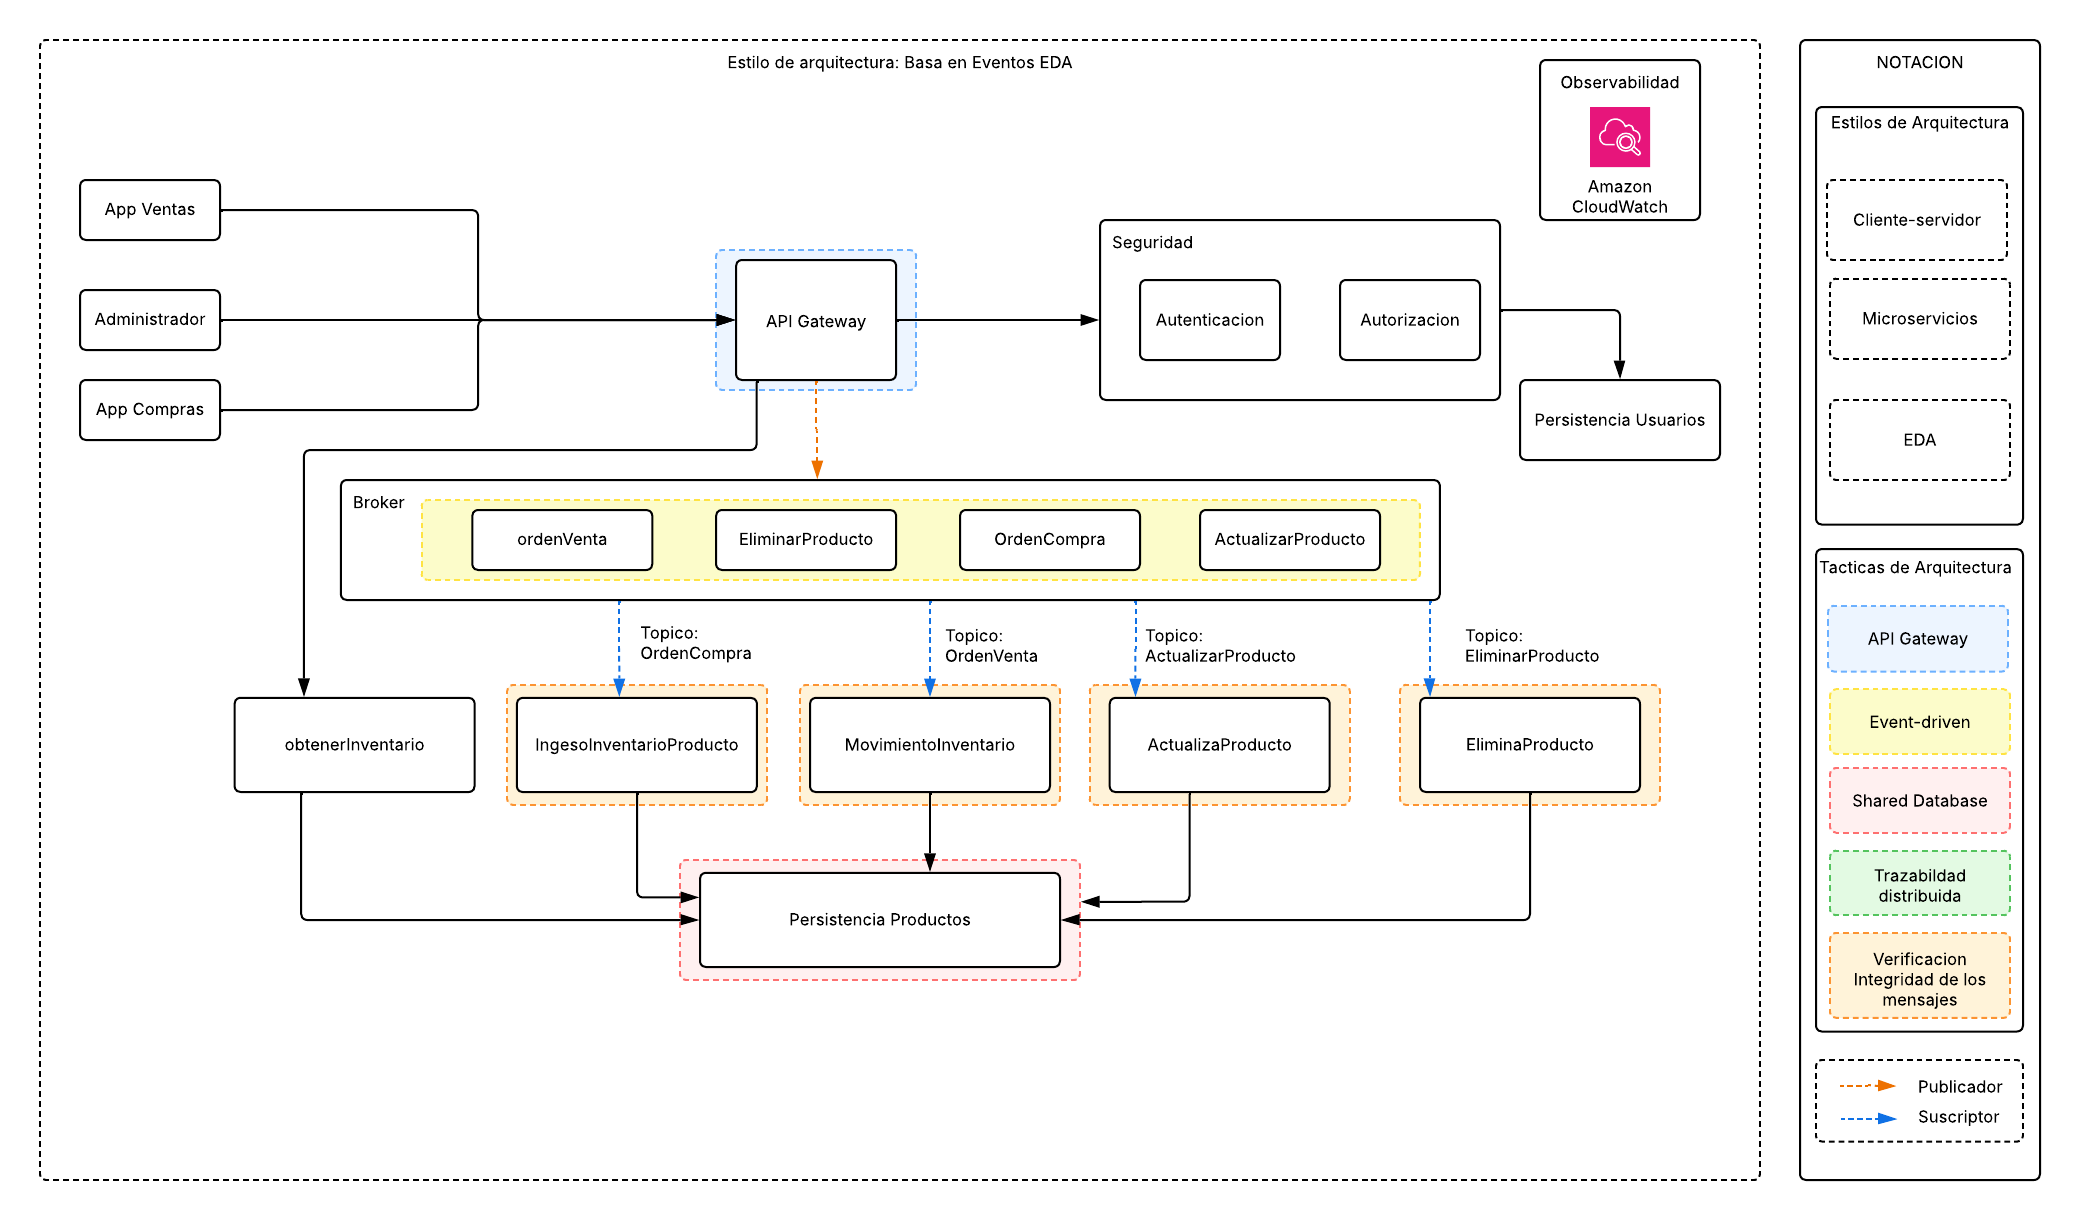 Estilo de arquitectura: Basa en Eventos EDA
Observabilidad
Amazon
CloudWatch
App Ventas
Administrador
App Compras
API Gateway
Seguridad
Autenticacion
Autorizacion
Persistencia Usuarios
Broker
ordenVenta
EliminarProducto
OrdenCompra
ActualizarProducto
Topico:
OrdenCompra
Topico:
OrdenVenta
Topico:
ActualizarProducto
Topico:
EliminarProducto
obtenerInventario
IngesoInventarioProducto
MovimientoInventario
ActualizaProducto
EliminaProducto
Persistencia Productos
NOTACION
Estilos de Arquitectura
Cliente-servidor
Microservicios
EDA
Tacticas de Arquitectura
API Gateway
Event-driven
Shared Database
Trazabildad
distribuida
Verificacion
Integridad de los
mensajes
Publicador
Suscriptor